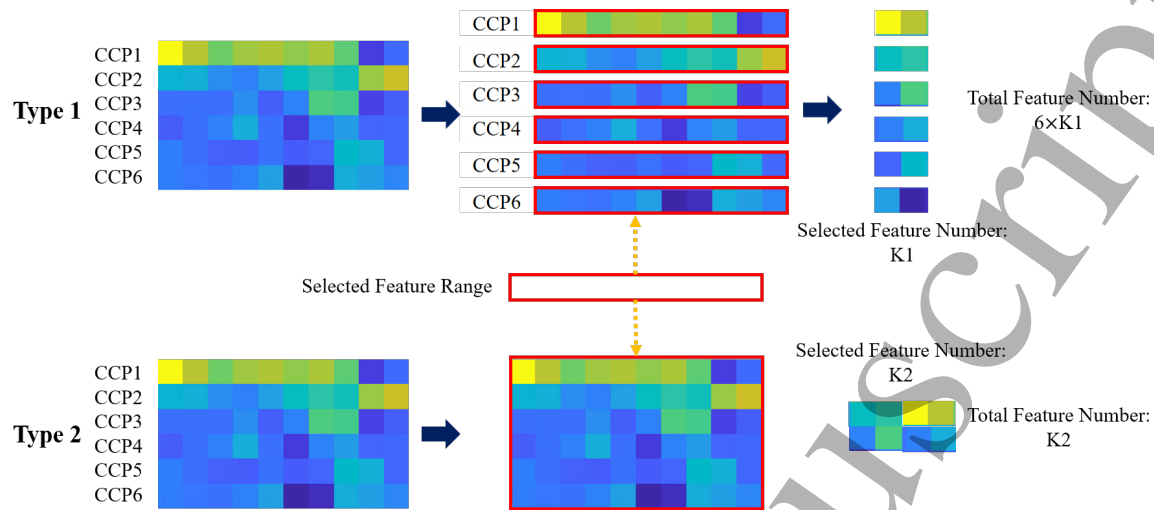 CCP1
CCP2
CCP3
CCP4
CCP5
CCP6
Type 1
CCP1
CCP2
CCP3
CCP4
CCP5
CCP6
Total Feature Number:
6×K1
Selected Feature Number:
K1
Selected Feature Range
CCP1
CCP2
CCP3
CCP4
CCP5
CCP6
Type 2
Selected Feature Number:
K2
Total Feature Number:
K2
uscrip